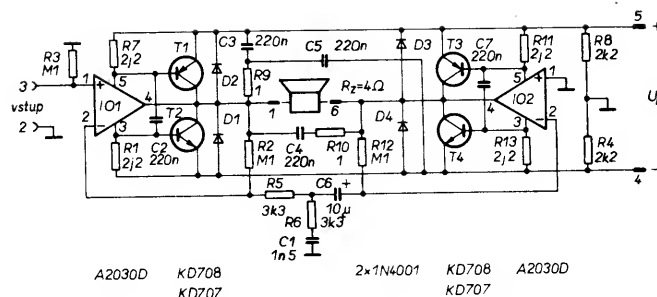 5 +
R3 M1
R7 2j2
T1
C3 220n
C5 220n
D3
T3
C7 220n
R11 2j2
R8 2k2
3
vstup
2
1
5
+
IO1
4
2
-
3
T2
D2
R9 1
D1
1
6
Rz=4Ω
D4
T4
4
IO2
5
1
+
2
-
3
U
R1 2j2
C2 220n
R2 M1
C4 220n
R10 1
R12 M1
R13 2j2
R4 2k2
4 -
R5 3k3
C6 + 10µ
R6 3k3
C1 1n5
A2030D KD708 2×1N4001 KD708 A2030D
KD707 KD707